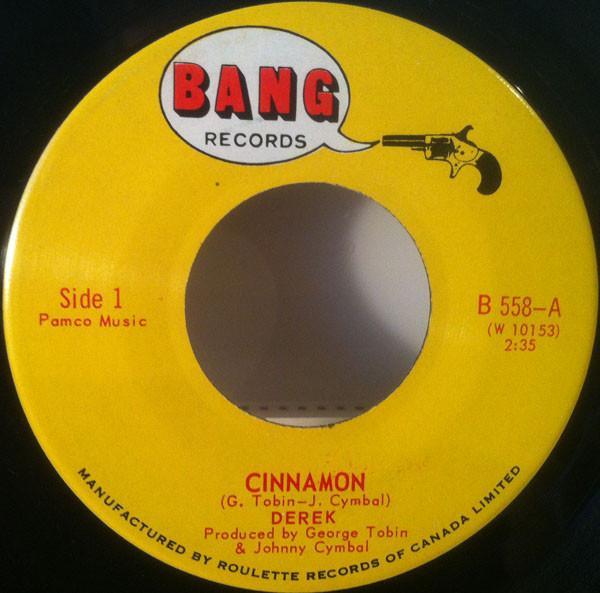 BANG
RECORDS
Side 1
Pamco Music
B 558-A
(W 10153)
2:35
CINNAMON
(G. Tobin-J. Cymbal)
DEREK
Produced by George Tobin
& Johnny Cymbal
MANUFACTURED BY ROULETTE RECORDS OF CANADA LIMITED